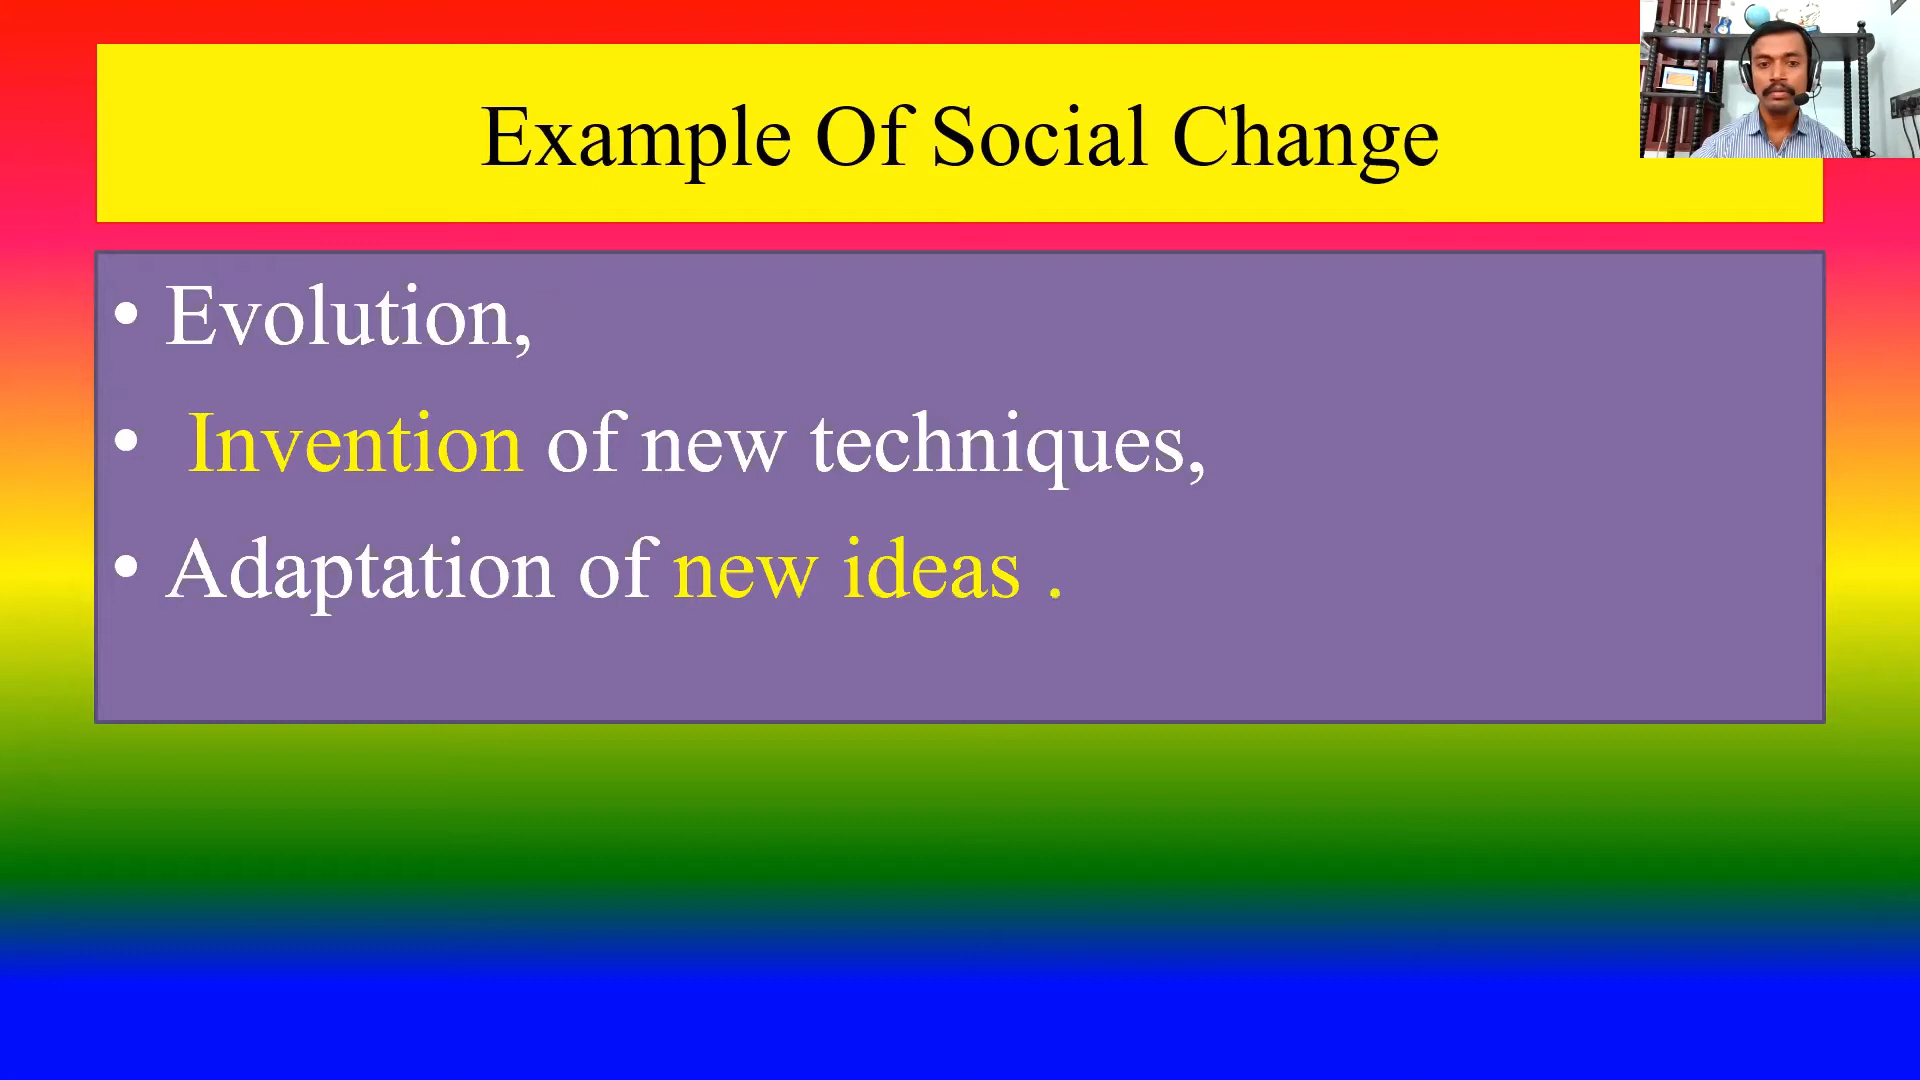 Example Of Social Change
• Evolution,
• Invention of new techniques,
• Adaptation of new ideas .